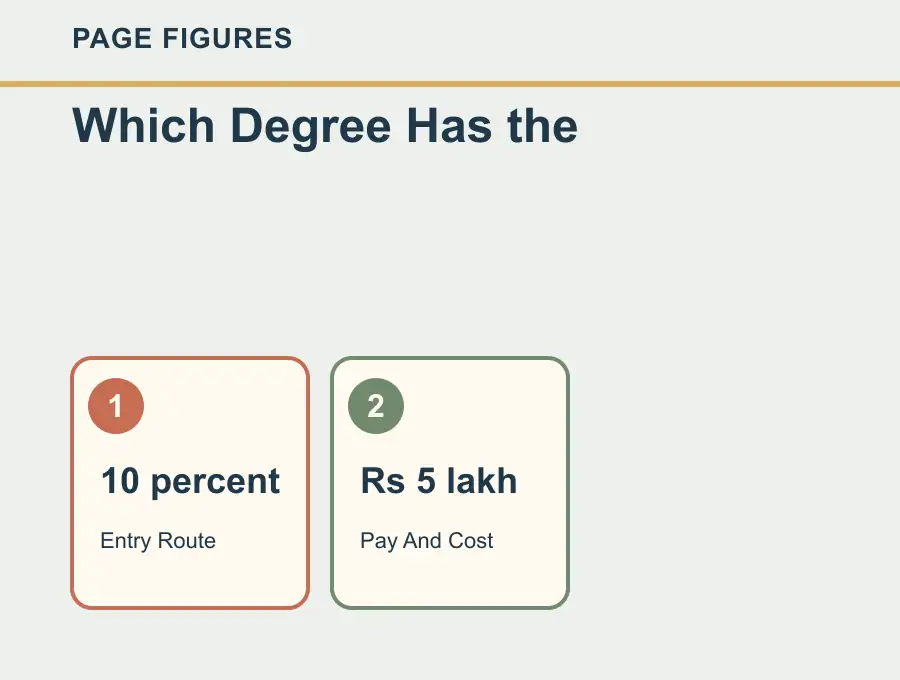 PAGE FIGURES
Which Degree Has the
1
10 percent
Entry Route
2
Rs 5 lakh
Pay And Cost